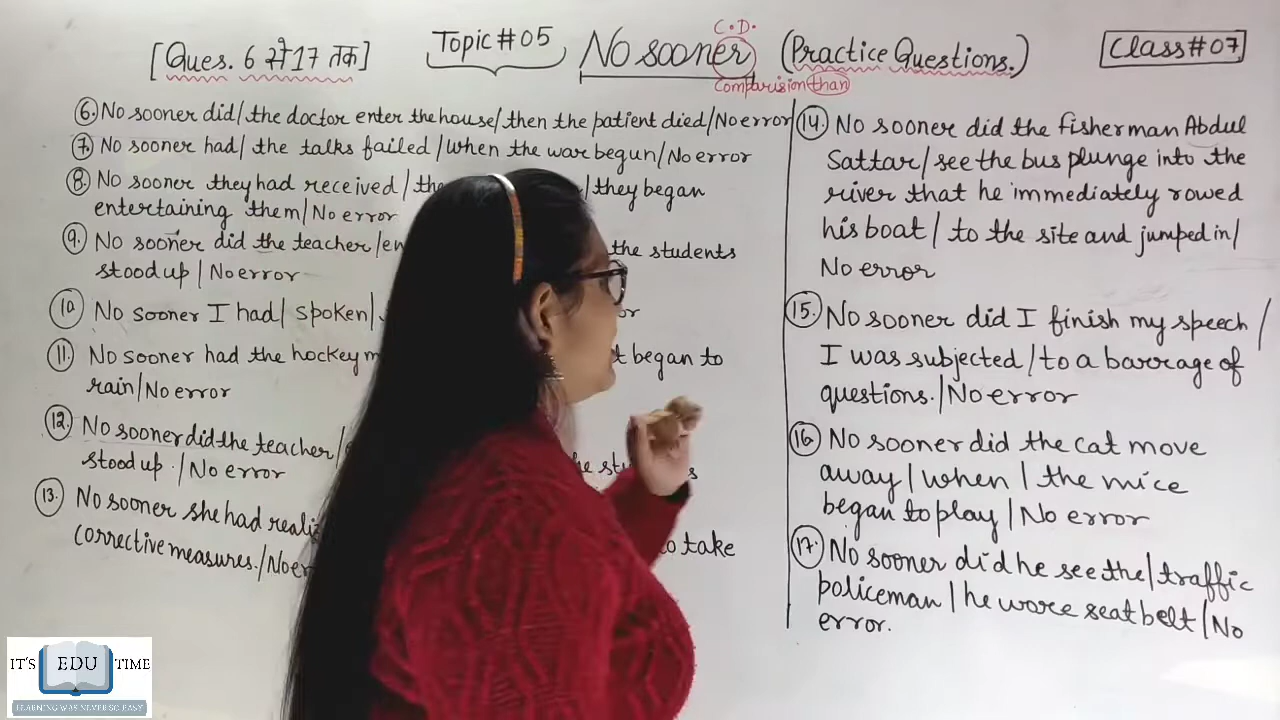 [Ques. 6 से 17 तक] Topic #05 No sooner (Practice Questions.) Class #07
C.D.
Comparision than
6. No sooner did/ the doctor enter the house/ then the patient died/ No error
7. No sooner had/ the talks failed / when the war begun/ No error
8. No sooner they had received / they began
entertaining them/ No error
9. No sooner did the teacher / the students
stood up / No error
10 No sooner I had/ spoken/
11. No sooner had the hockey began to
rain/ No error
12. No sooner did the teacher /
stood up. / No error
13. No sooner she had to take
corrective measures./
14. No sooner did the fisherman Abdul
Sattar/ see the bus plunge into the
river that he immediately rowed
his boat / to the site and jumped in/
No error
15. No sooner did I finish my speech /
I was subjected / to a barrage of
questions./ No error
16 No sooner did the cat move
away / when / the mice
began to play / No error
17. No sooner did he see the/ traffic
policeman / he wore seat belt / No
error.
IT'S EDU TIME
LEARNING WAS NEVER SO EASY